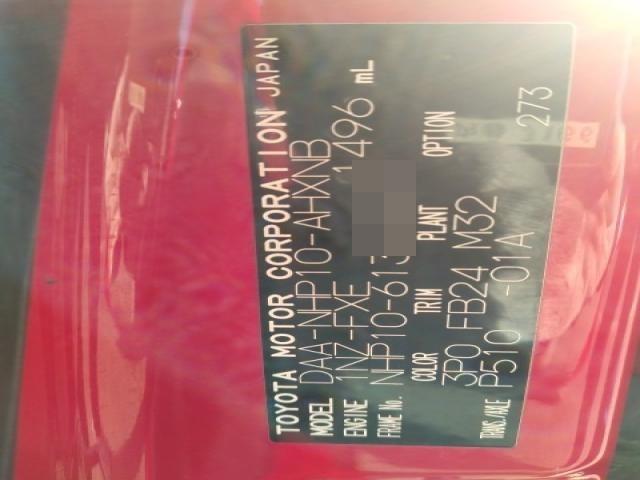 TOYOTA MOTOR CORPORATION JAPAN
MODEL DAA-NHP10-AHXNB
ENGINE 1NZ-FXE 1496 mL
FRAME No. NHP10-613
COLOR TRIM PLANT OPTION
3P0 FB24 M32
TRANS./AXLE P510 -01A 273